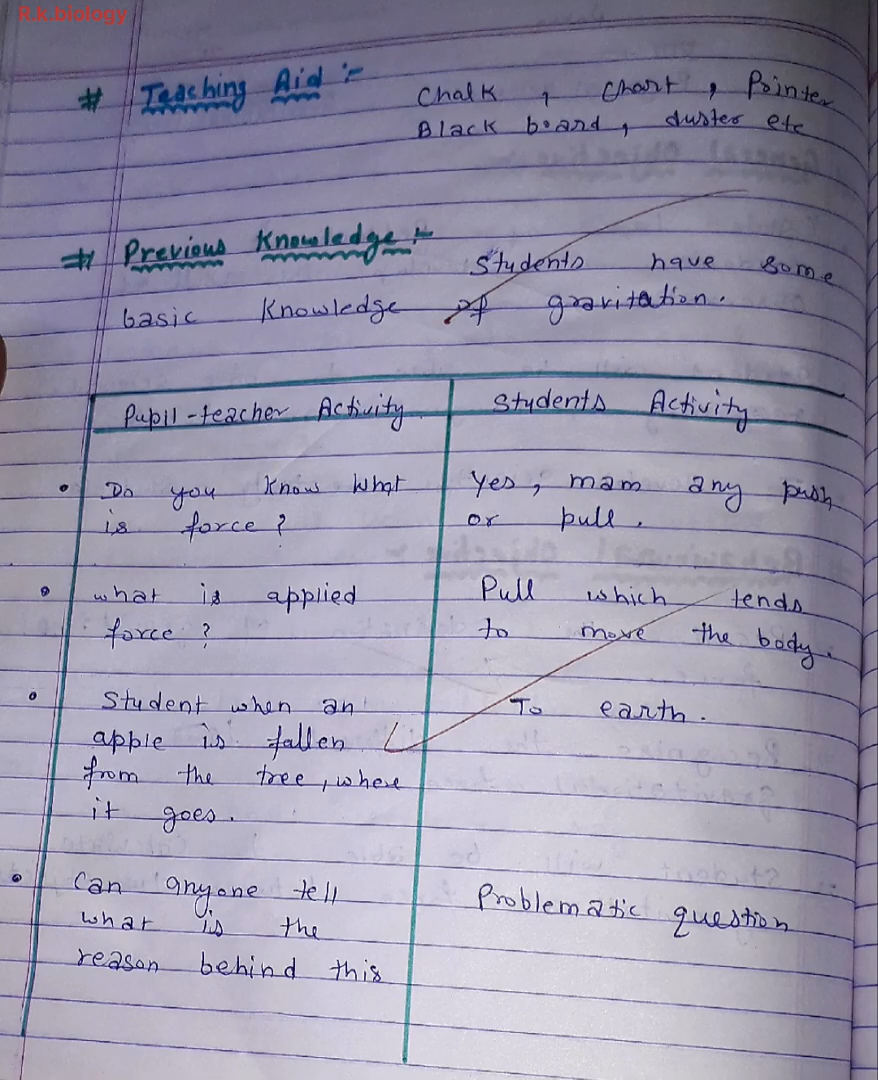 R.k.biology
# Teaching Aid :- Chalk , Chart , Pointer
Black board , duster etc
# Previous Knowledge :- Students have some
basic Knowledge of gravitation.
Pupil-teacher Activity
Students Activity
• Do you Know What
is force ?
Yes , mam any push
or pull .
• what is applied
force ?
Pull which tends
to move the body.
• Student when an
apple is fallen
from the tree , where
it goes .
To earth .
• Can anyone tell
what is the
reason behind this
Problematic question